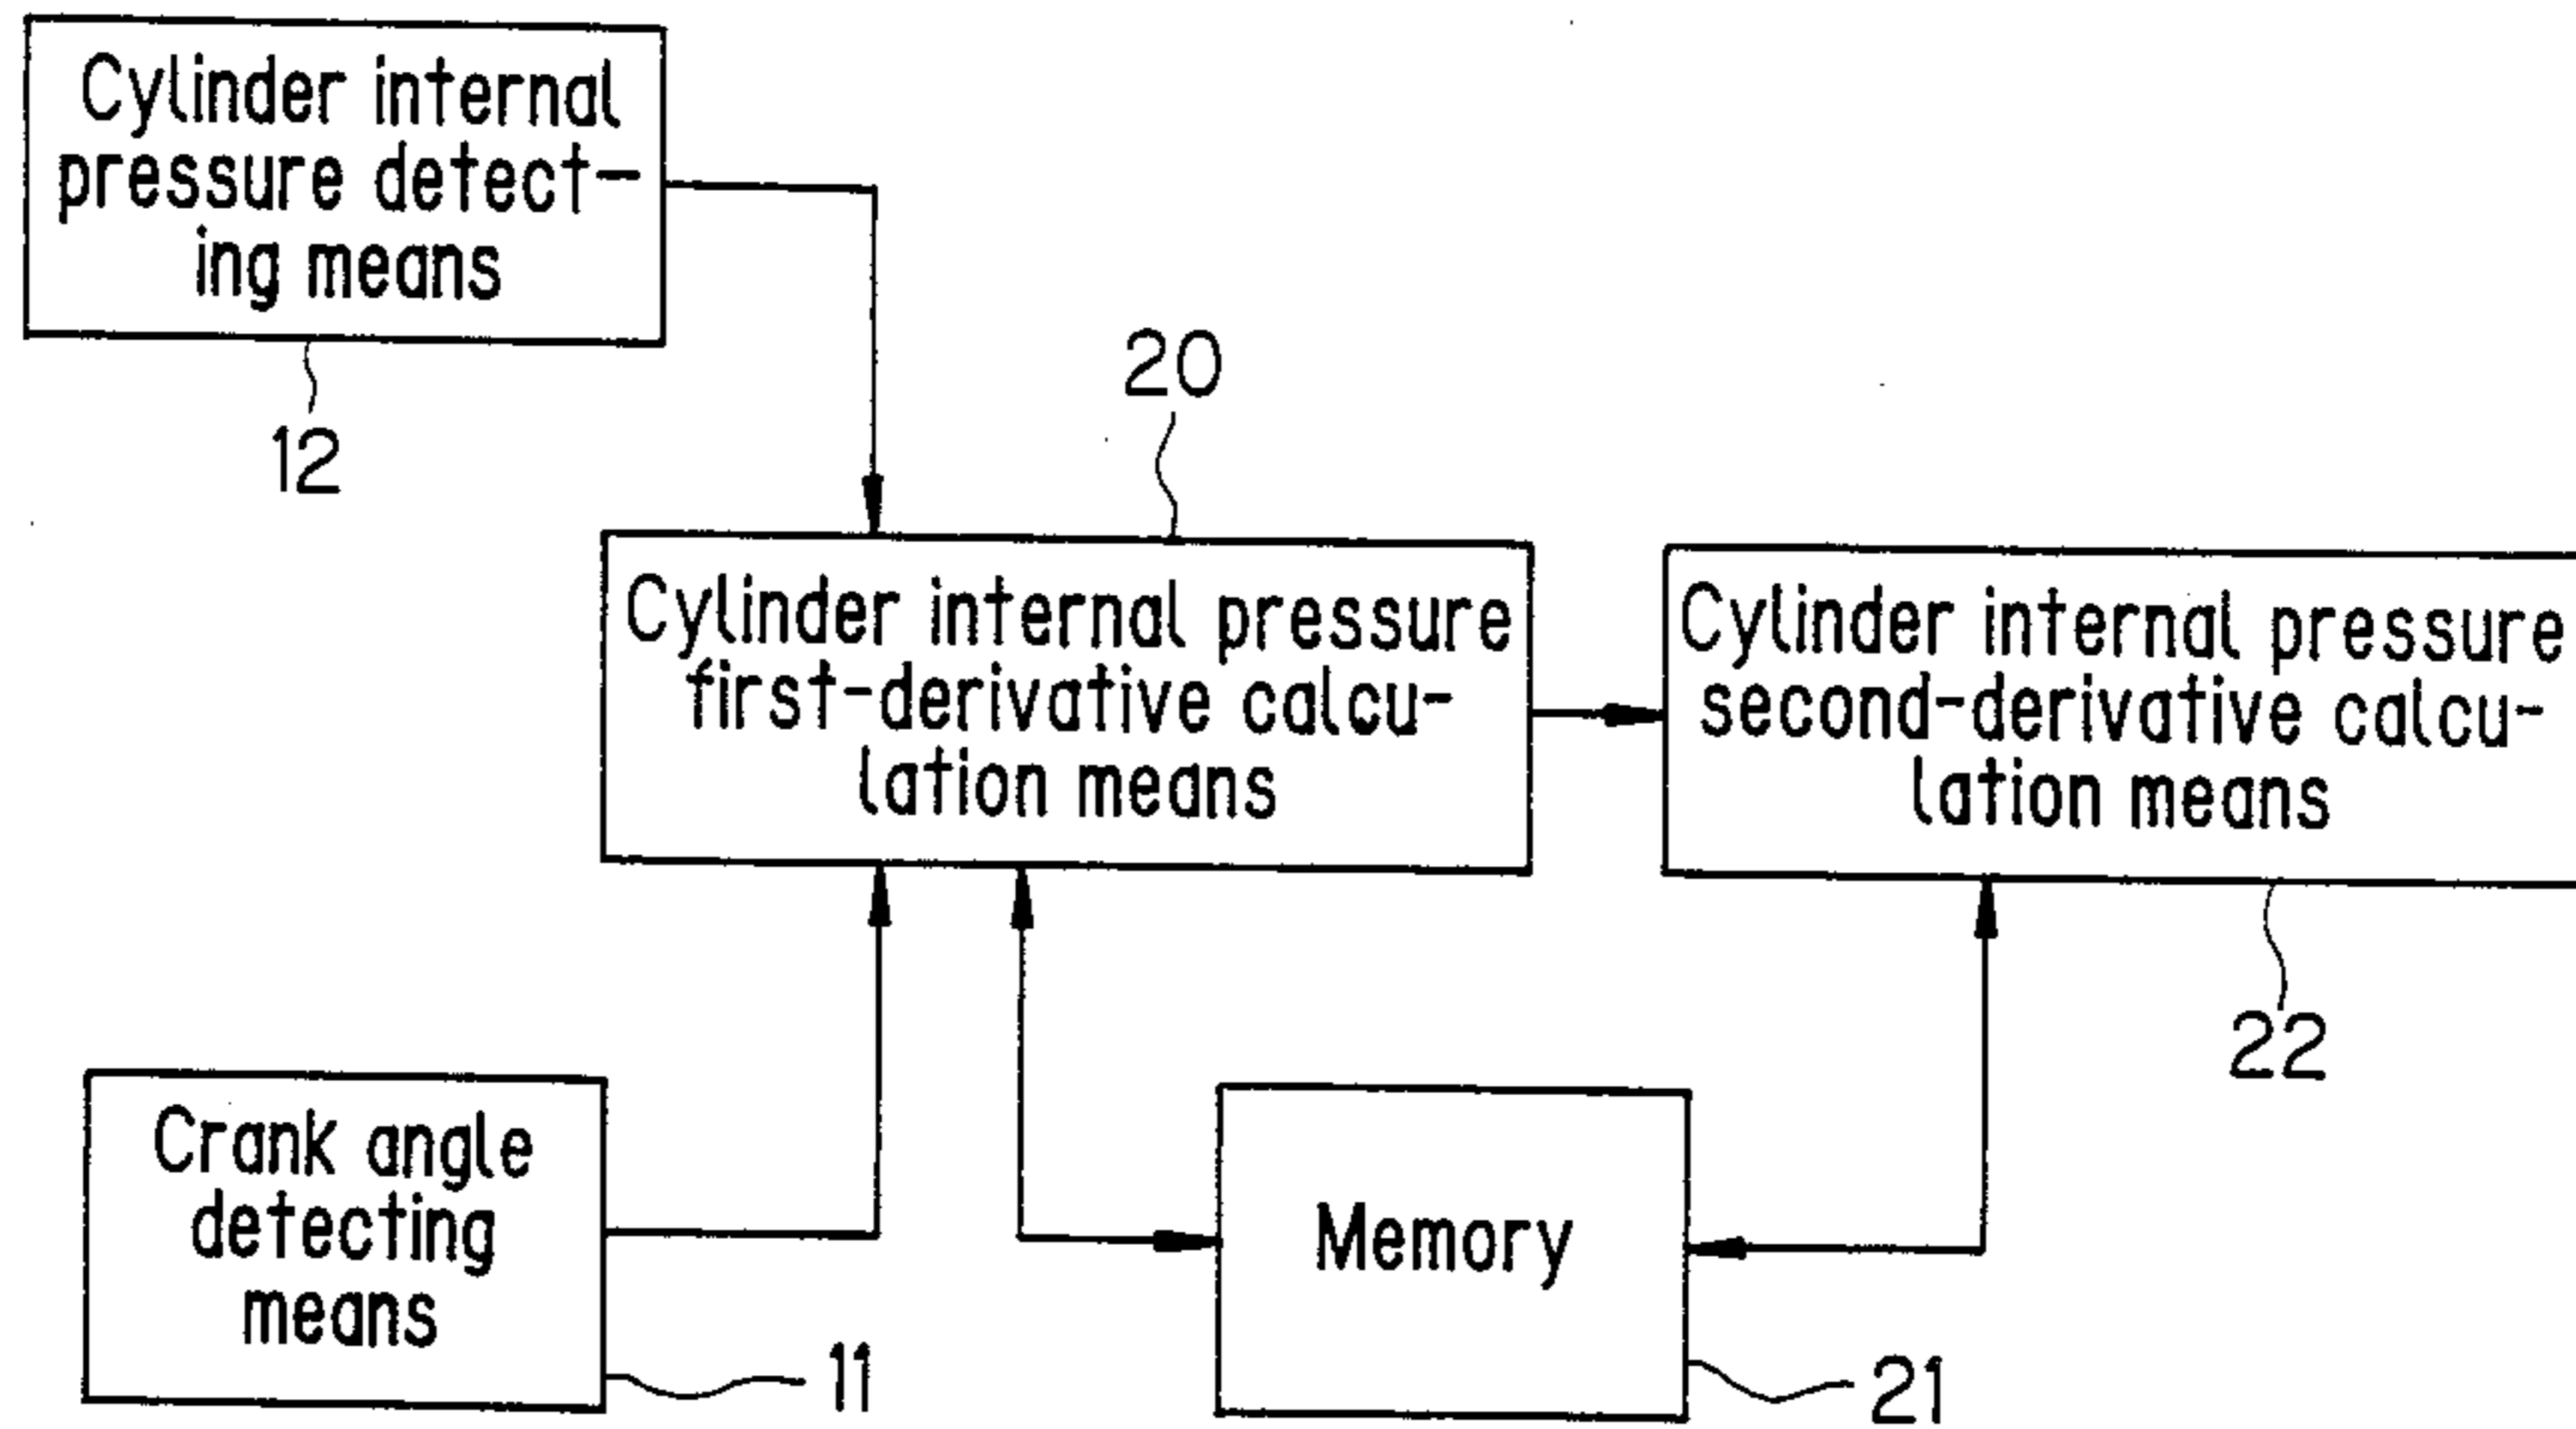 Cylinder internal
pressure detect-
ing means
12
20
Cylinder internal pressure
first-derivative calcu-
lation means
Cylinder internal pressure
second-derivative calcu-
lation means
22
Crank angle
detecting
means
11
Memory
21